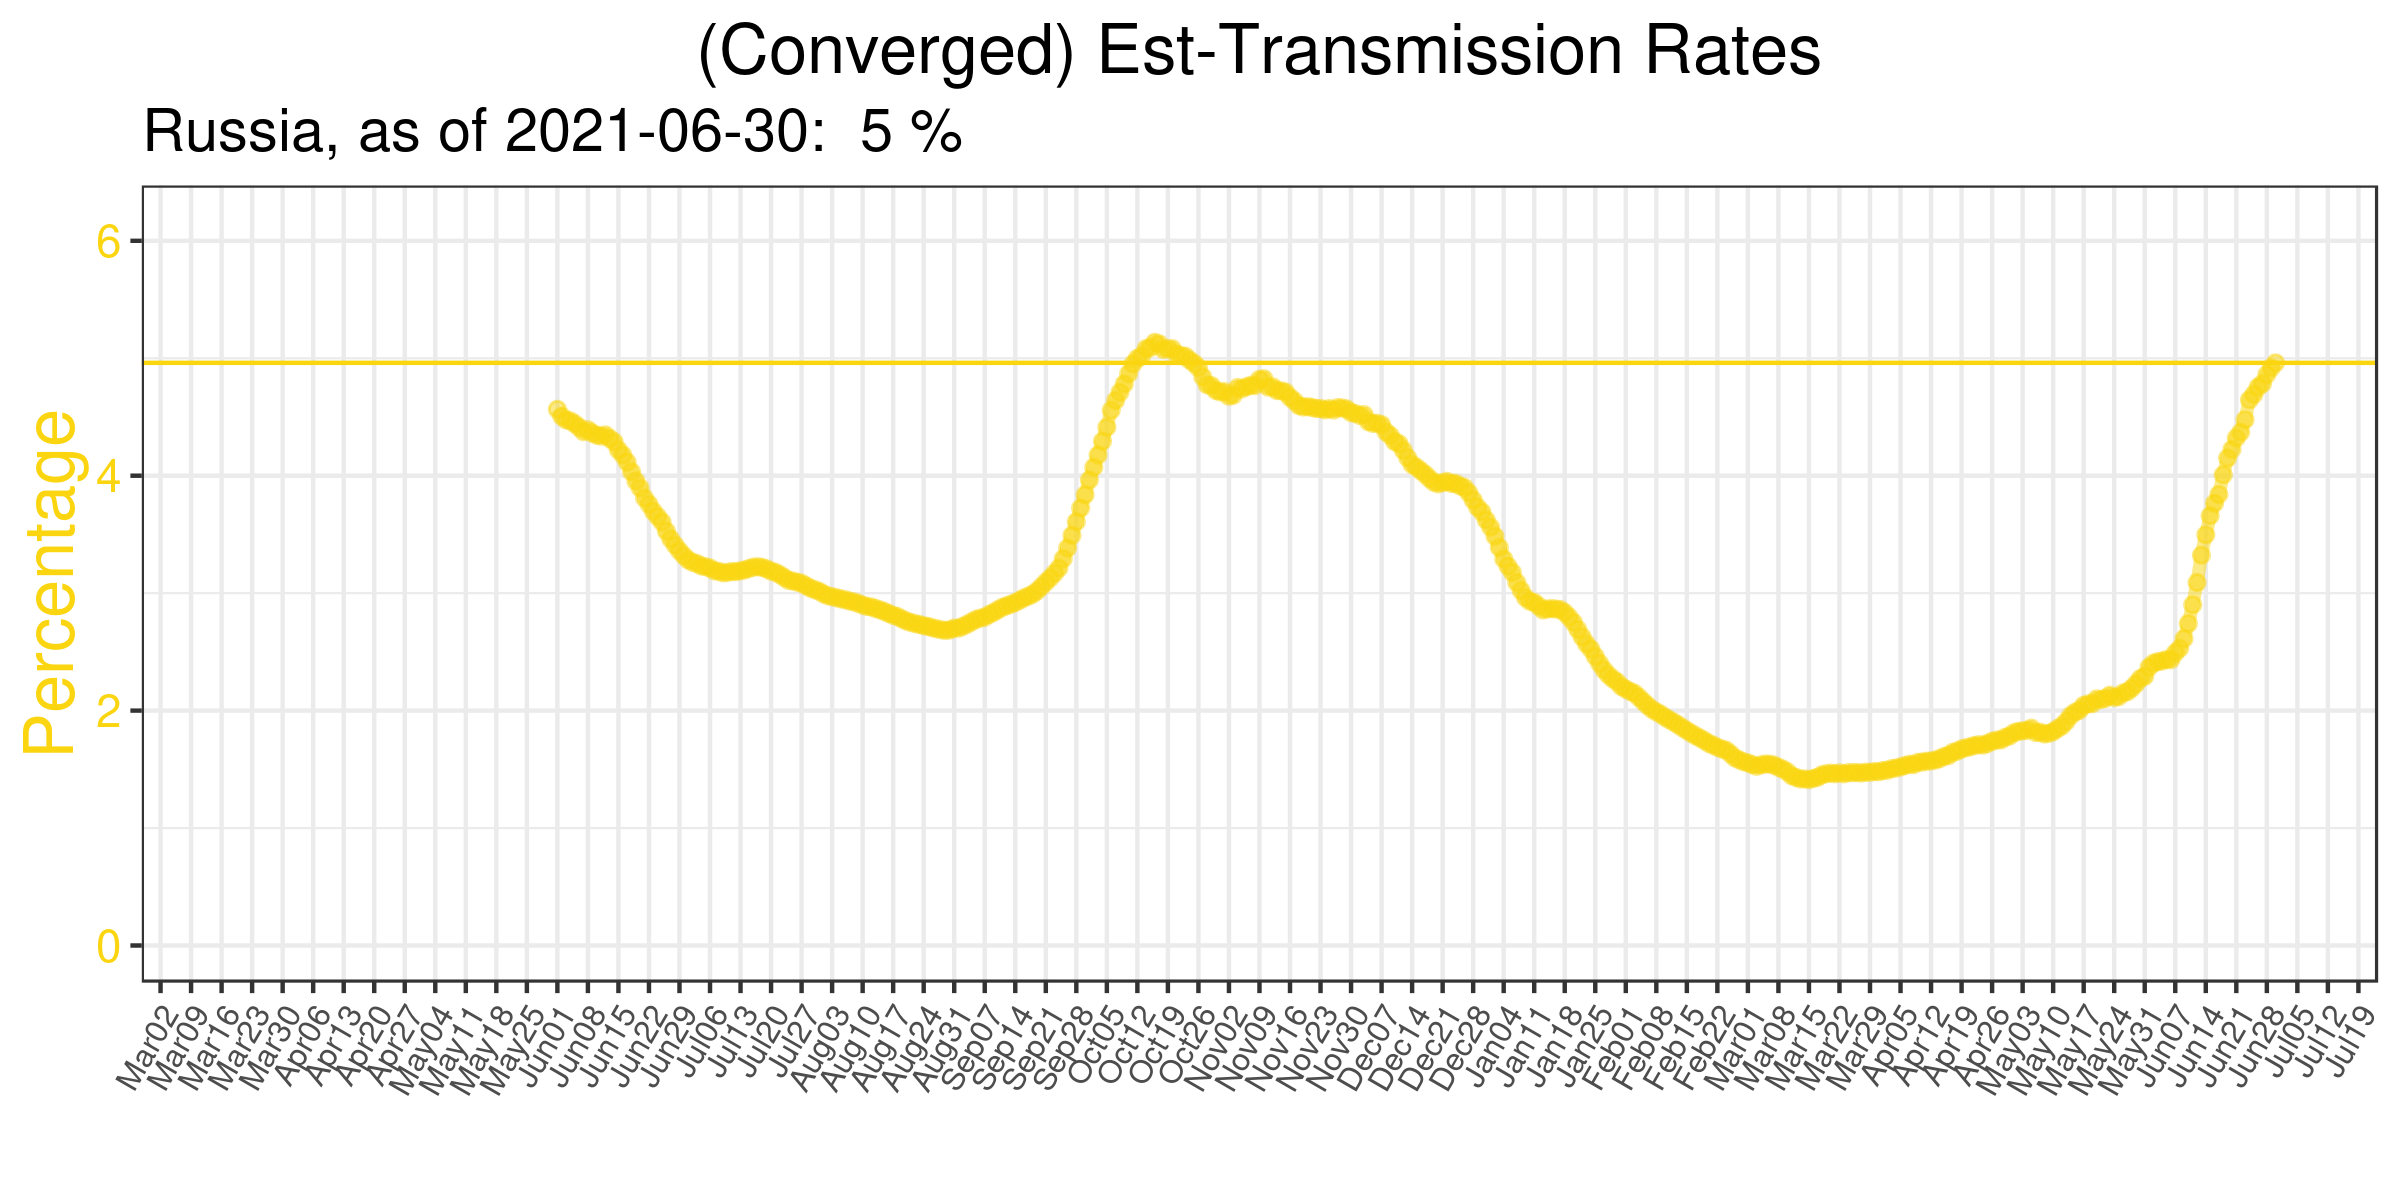 (Converged) Est-Transmission Rates
Russia, as of 2021-06-30:  5 %
Percentage
6
4
2
0
Mar02
Mar09
Mar16
Mar23
Mar30
Apr06
Apr13
Apr20
Apr27
May04
May11
May18
May25
Jun01
Jun08
Jun15
Jun22
Jun29
Jul06
Jul13
Jul20
Jul27
Aug03
Aug10
Aug17
Aug24
Aug31
Sep07
Sep14
Sep21
Sep28
Oct05
Oct12
Oct19
Oct26
Nov02
Nov09
Nov16
Nov23
Nov30
Dec07
Dec14
Dec21
Dec28
Jan04
Jan11
Jan18
Jan25
Feb01
Feb08
Feb15
Feb22
Mar01
Mar08
Mar15
Mar22
Mar29
Apr05
Apr12
Apr19
Apr26
May03
May10
May17
May24
May31
Jun07
Jun14
Jun21
Jun28
Jul05
Jul12
Jul19